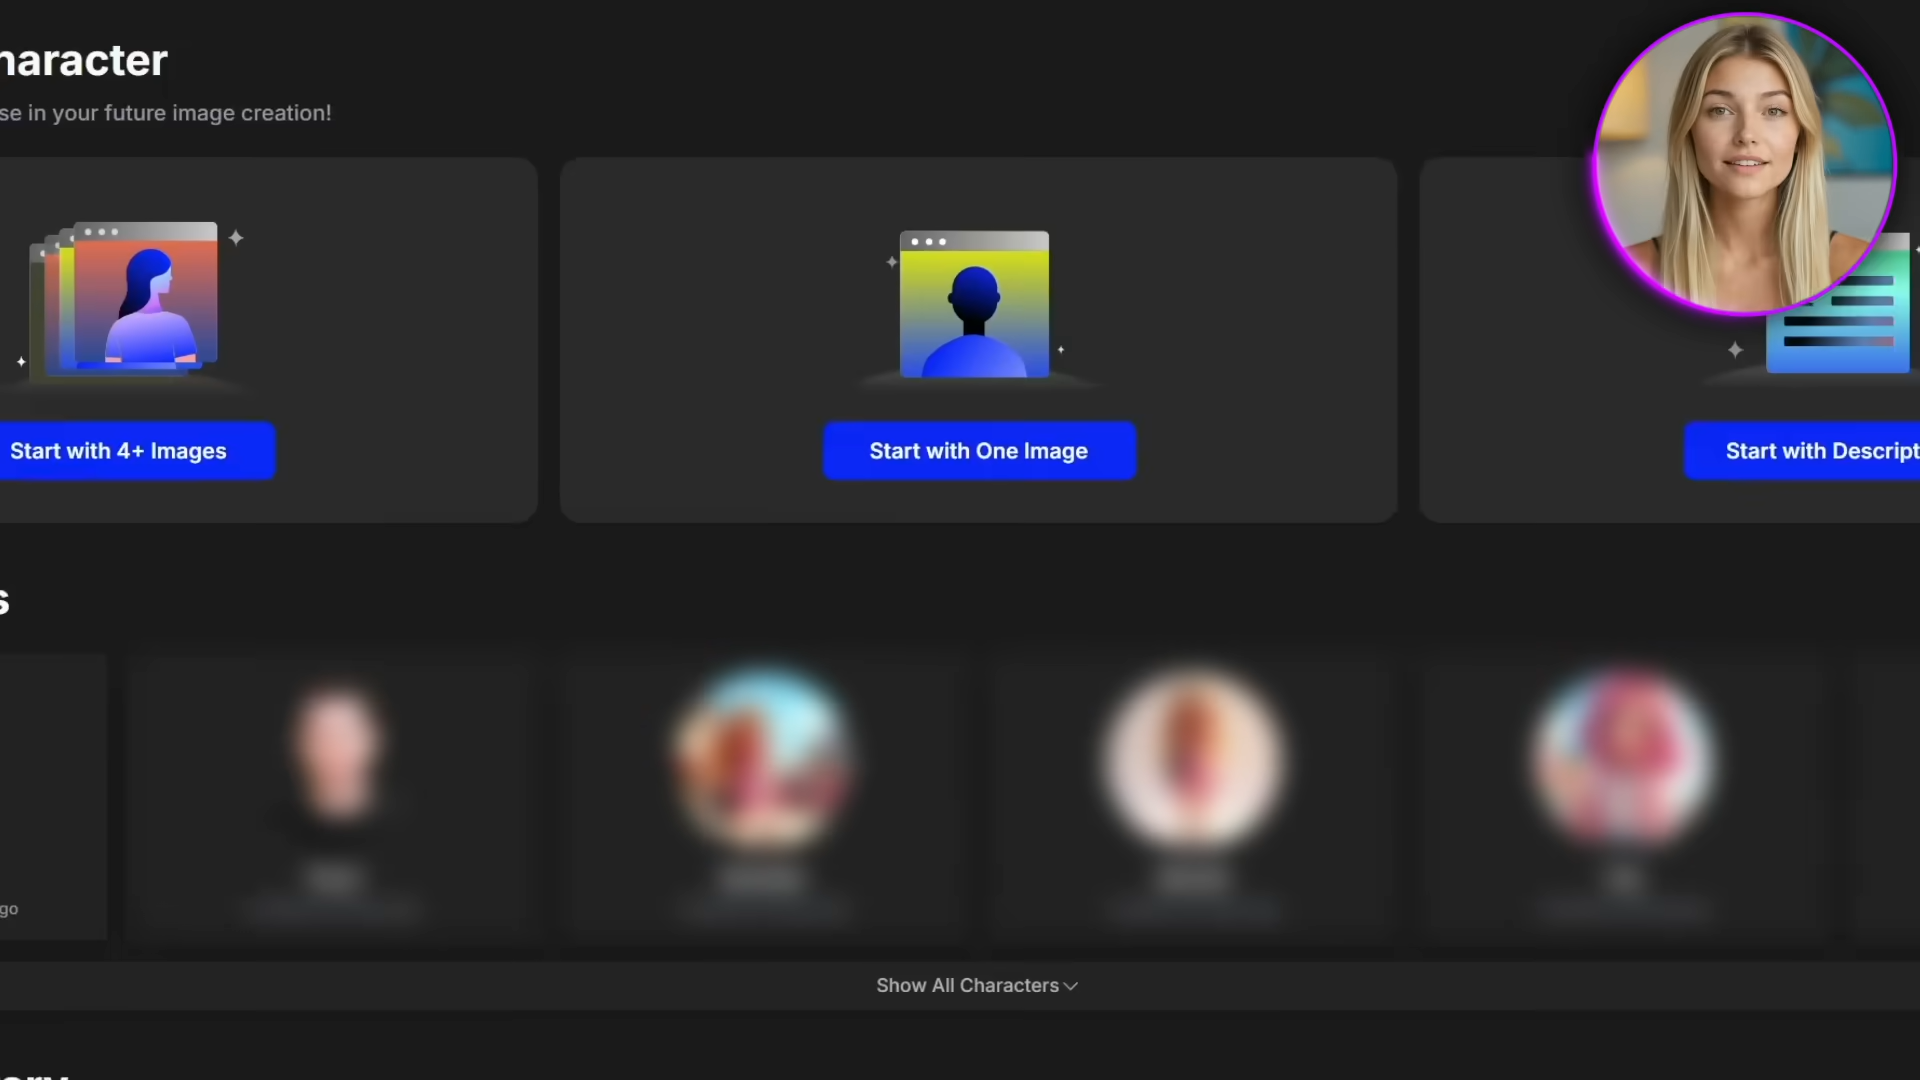 haracter
se in your future image creation!
Start with 4+ Images
Start with One Image
Start with Descript
s
go
Show All Characters